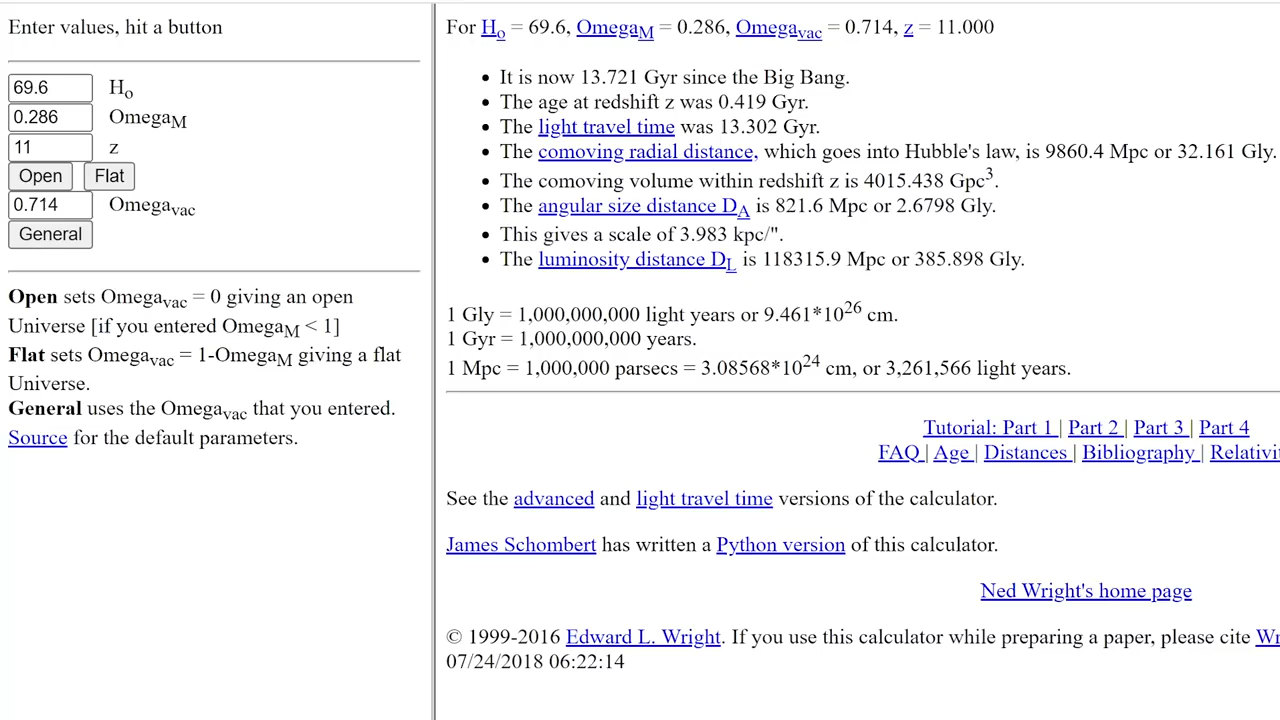 Enter values, hit a button
69.6 Ho
0.286 OmegaM
11 z
Open Flat
0.714 Omegavac
General
Open sets Omegavac = 0 giving an open
Universe [if you entered OmegaM < 1]
Flat sets Omegavac = 1-OmegaM giving a flat
Universe.
General uses the Omegavac that you entered.
Source for the default parameters.
For Ho = 69.6, OmegaM = 0.286, Omegavac = 0.714, z = 11.000
• It is now 13.721 Gyr since the Big Bang.
• The age at redshift z was 0.419 Gyr.
• The light travel time was 13.302 Gyr.
• The comoving radial distance, which goes into Hubble's law, is 9860.4 Mpc or 32.161 Gly.
• The comoving volume within redshift z is 4015.438 Gpc3.
• The angular size distance DA is 821.6 Mpc or 2.6798 Gly.
• This gives a scale of 3.983 kpc/".
• The luminosity distance DL is 118315.9 Mpc or 385.898 Gly.
1 Gly = 1,000,000,000 light years or 9.461*1026 cm.
1 Gyr = 1,000,000,000 years.
1 Mpc = 1,000,000 parsecs = 3.08568*1024 cm, or 3,261,566 light years.
Tutorial: Part 1 | Part 2 | Part 3 | Part 4
FAQ | Age | Distances | Bibliography |
See the advanced and light travel time versions of the calculator.
James Schombert has written a Python version of this calculator.
Ned Wright's home page
© 1999-2016 Edward L. Wright. If you use this calculator while preparing a paper, please cite
07/24/2018 06:22:14